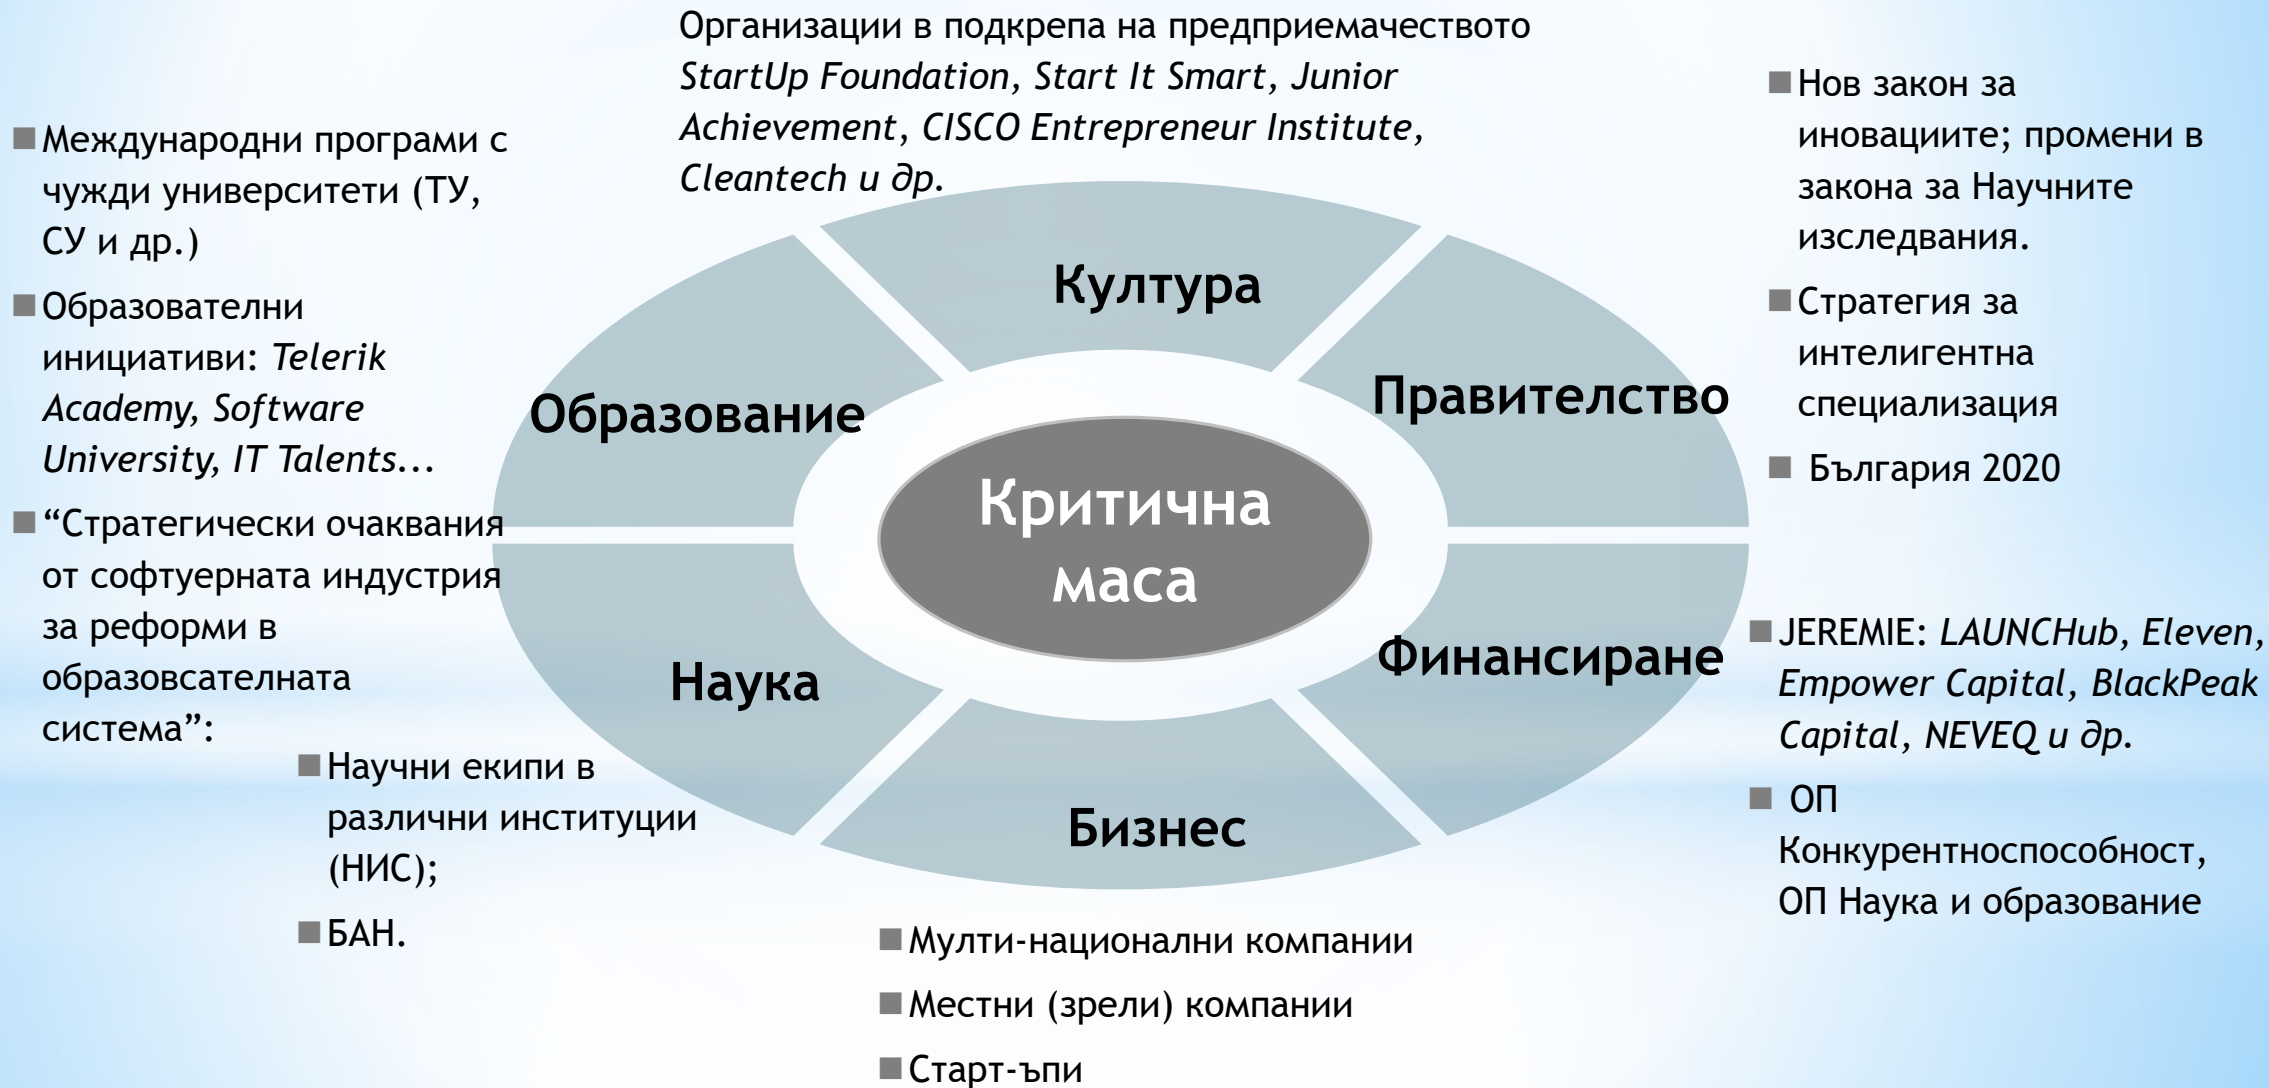 Организации в подкрепа на предприемачеството
StartUp Foundation, Start It Smart, Junior
Achievement, CISCO Entrepreneur Institute,
Cleantech и др.
Международни програми с
чужди университети (ТУ,
СУ и др.)
Образователни
инициативи: Telerik
Academy, Software
University, IT Talents...
“Стратегически очаквания
от софтуерната индустрия
за реформи в
образовсателната
система”:
Научни екипи в
различни институции
(НИС);
БАН.
Култура
Образование
Правителство
Критична
маса
Наука
Финансиране
Бизнес
Нов закон за
иновациите; промени в
закона за Научните
изследвания.
Стратегия за
интелигентна
специализация
България 2020
JEREMIE: LAUNCHub, Eleven,
Empower Capital, BlackPeak
Capital, NEVEQ и др.
ОП
Конкурентноспособност,
ОП Наука и образование
Мулти-национални компании
Местни (зрели) компании
Старт-ъпи